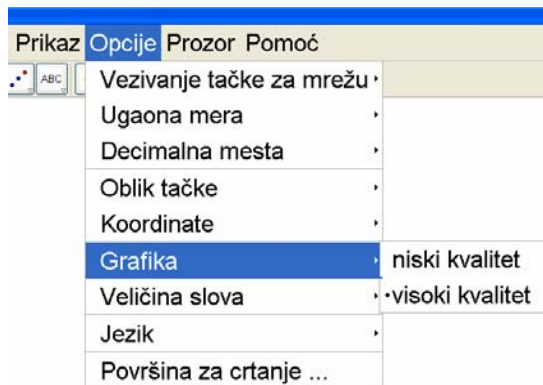 Prikaz Opcije Prozor Pomoć
ABC
Vezivanje tačke za mrežu
Ugaona mera
Decimalna mesta
Oblik tačke
Koordinate
Grafika
niski kvalitet
Veličina slova
visoki kvalitet
Jezik
Površina za crtanje ...